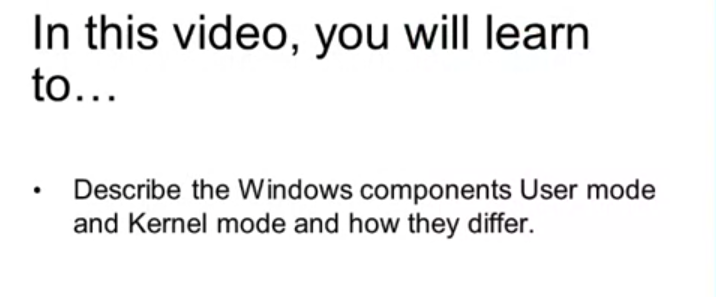 In this video, you will learn
to…
• Describe the Windows components User mode
and Kernel mode and how they differ.